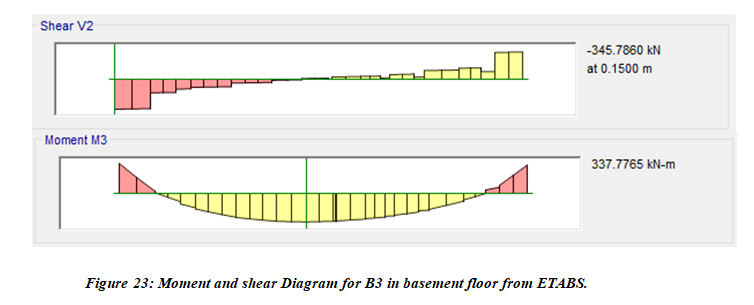 Shear V2
-345.7860 kN
at 0.1500 m
Moment M3
337.7765 kN-m
Figure 23: Moment and shear Diagram for B3 in basement floor from ETABS.